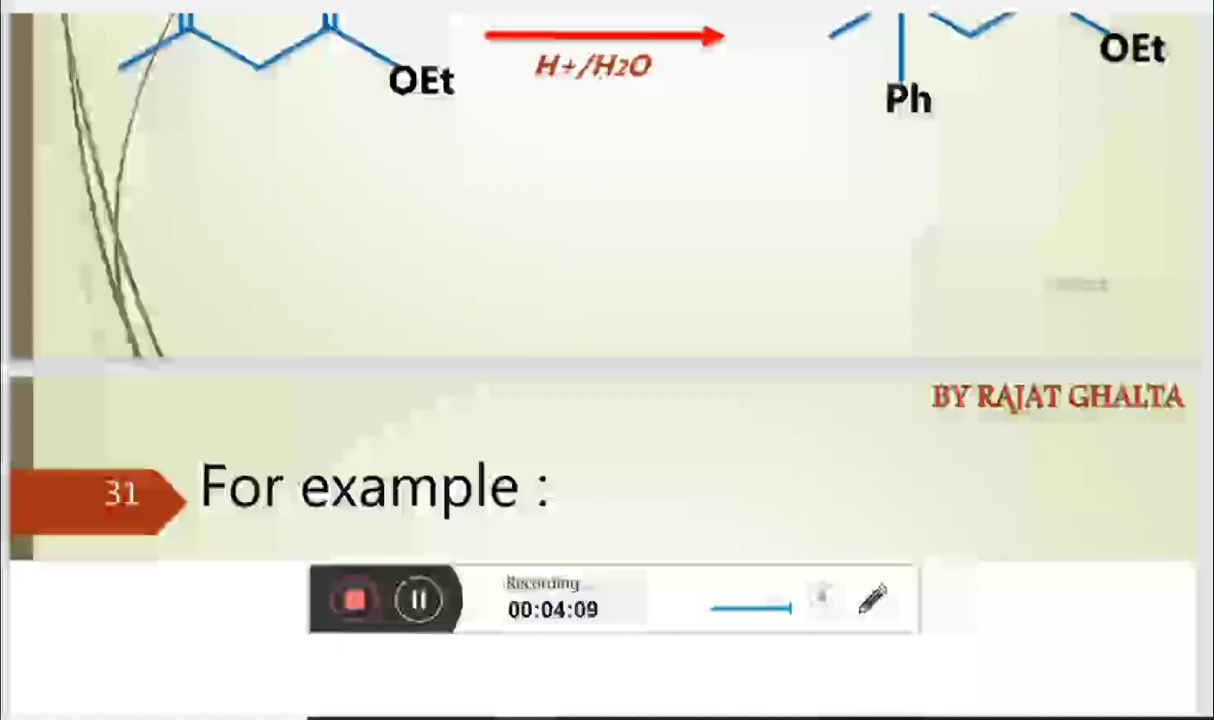 OEt
H+/H2O
OEt
Ph
BY RAJAT GHALTA
31
For example :
Recording...
00:04:09